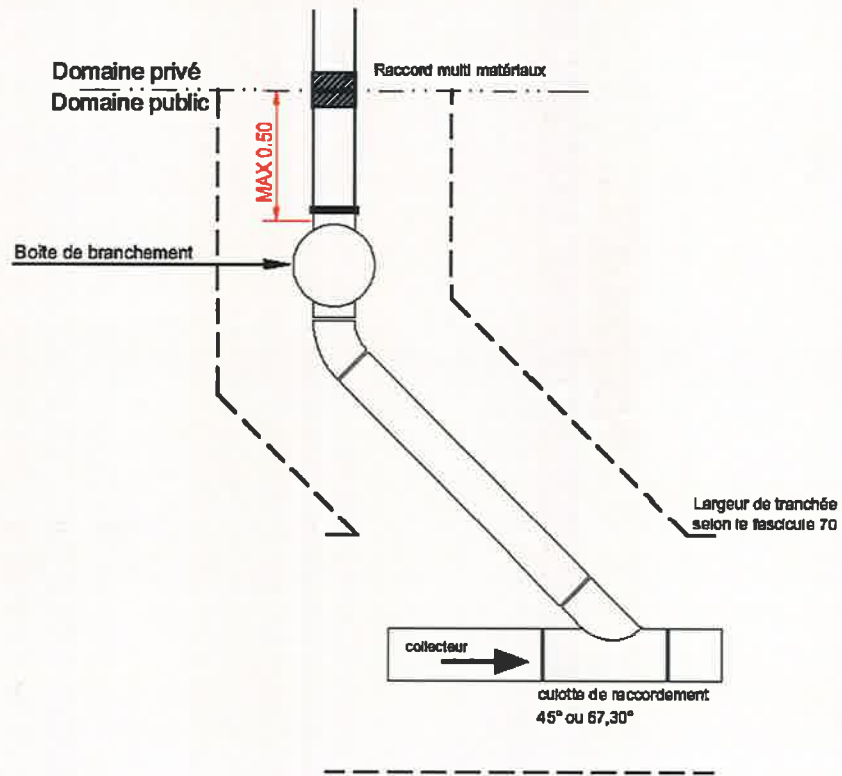 Domaine privé
Raccord multi matériaux
Domaine public
MAX 0.50
Boîte de branchement
Largeur de tranchée
selon le fascicule 70
collecteur
culotte de raccordement
45° ou 67,30°